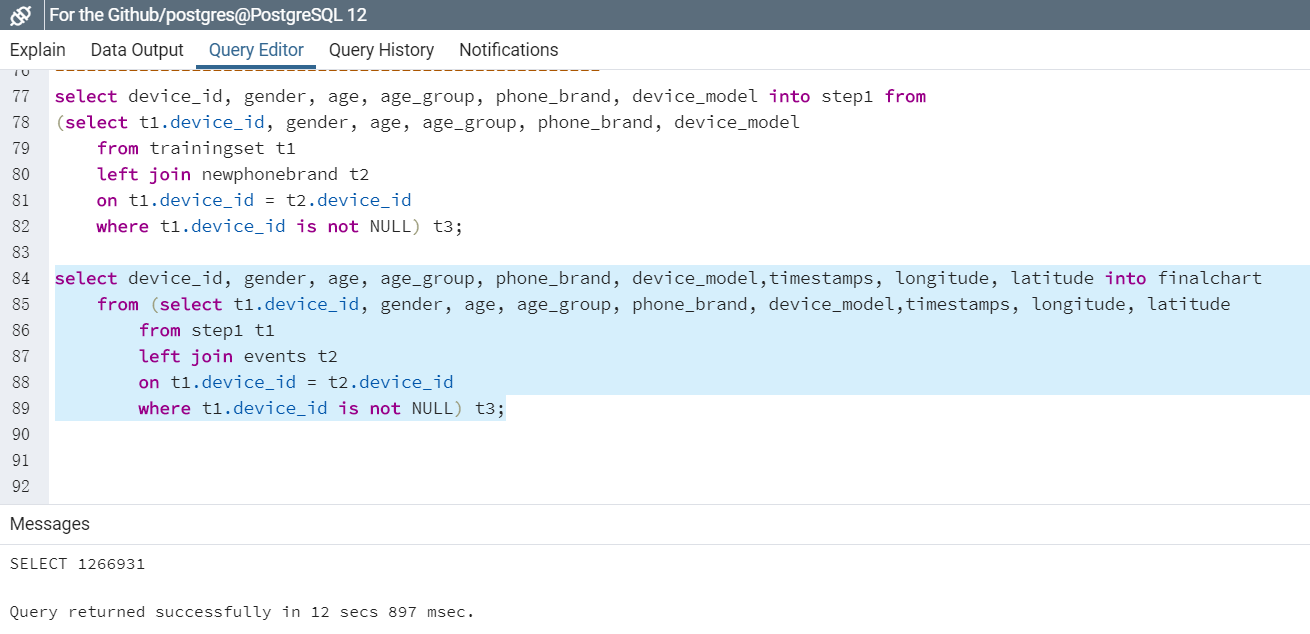 For the Github/postgres@PostgreSQL 12
Explain Data Output Query Editor Query History Notifications
76 ----------------------------------------------------
77 select device_id, gender, age, age_group, phone_brand, device_model into step1 from
78 (select t1.device_id, gender, age, age_group, phone_brand, device_model
79 from trainingset t1
80 left join newphonebrand t2
81 on t1.device_id = t2.device_id
82 where t1.device_id is not NULL) t3;
83
84 select device_id, gender, age, age_group, phone_brand, device_model,timestamps, longitude, latitude into finalchart
85 from (select t1.device_id, gender, age, age_group, phone_brand, device_model,timestamps, longitude, latitude
86 from step1 t1
87 left join events t2
88 on t1.device_id = t2.device_id
89 where t1.device_id is not NULL) t3;
90
91
92
Messages
SELECT 1266931
Query returned successfully in 12 secs 897 msec.